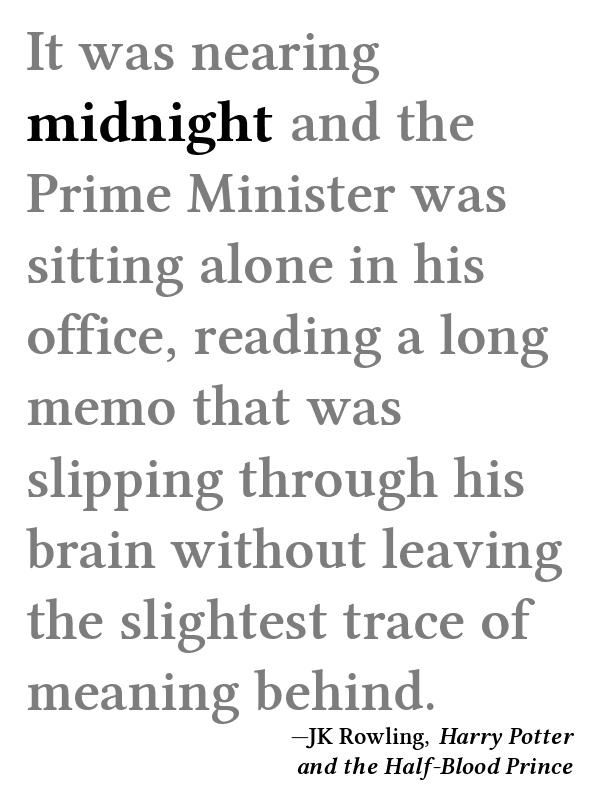 It was nearing
midnight and the
Prime Minister was
sitting alone in his
office, reading a long
memo that was
slipping through his
brain without leaving
the slightest trace of
meaning behind.
—JK Rowling, Harry Potter
and the Half-Blood Prince